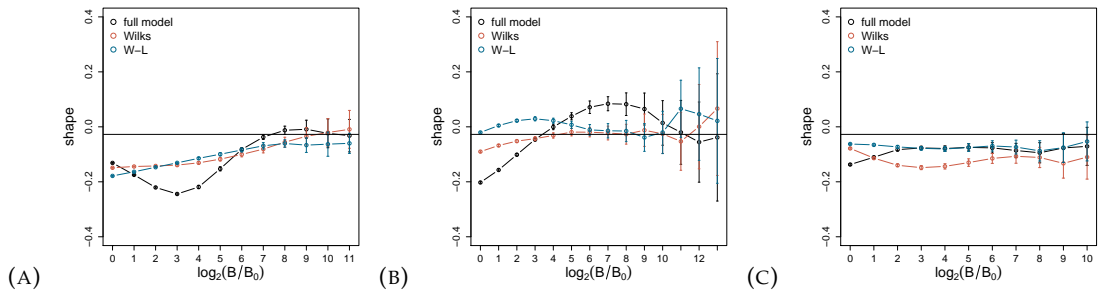 0.4
0.2
0.0
−0.2
−0.4
shape
full model
Wilks
W−L
0 1 2 3 4 5 6 7 8 9 10 11
log₂(B/B₀)
(A)
0.4
0.2
0.0
−0.2
−0.4
shape
full model
Wilks
W−L
0 1 2 3 4 5 6 7 8 9 10 12
log₂(B/B₀)
(B)
0.4
0.2
0.0
−0.2
−0.4
shape
full model
Wilks
W−L
0 1 2 3 4 5 6 7 8 9 10
log₂(B/B₀)
(C)